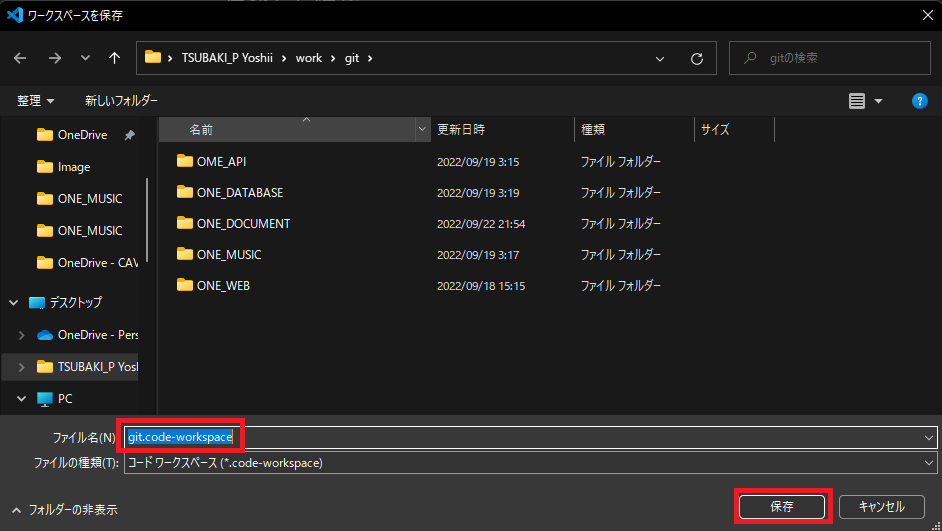 ワークスペースを保存
TSUBAKI_P Yoshii › work › git ›
gitの検索
整理 新しいフォルダー
名前 更新日時 種類 サイズ
OneDrive
Image
ONE_MUSIC
ONE_MUSIC
OneDrive - CAV
デスクトップ
OneDrive - Pers
TSUBAKI_P Yosl
PC
OME_API 2022/09/19 3:15 ファイル フォルダー
ONE_DATABASE 2022/09/19 3:19 ファイル フォルダー
ONE_DOCUMENT 2022/09/22 21:54 ファイル フォルダー
ONE_MUSIC 2022/09/19 3:17 ファイル フォルダー
ONE_WEB 2022/09/18 15:15 ファイル フォルダー
ファイル名(N): git.code-workspace
ファイルの種類(T): コード ワークスペース (*.code-workspace)
フォルダーの非表示 保存 キャンセル